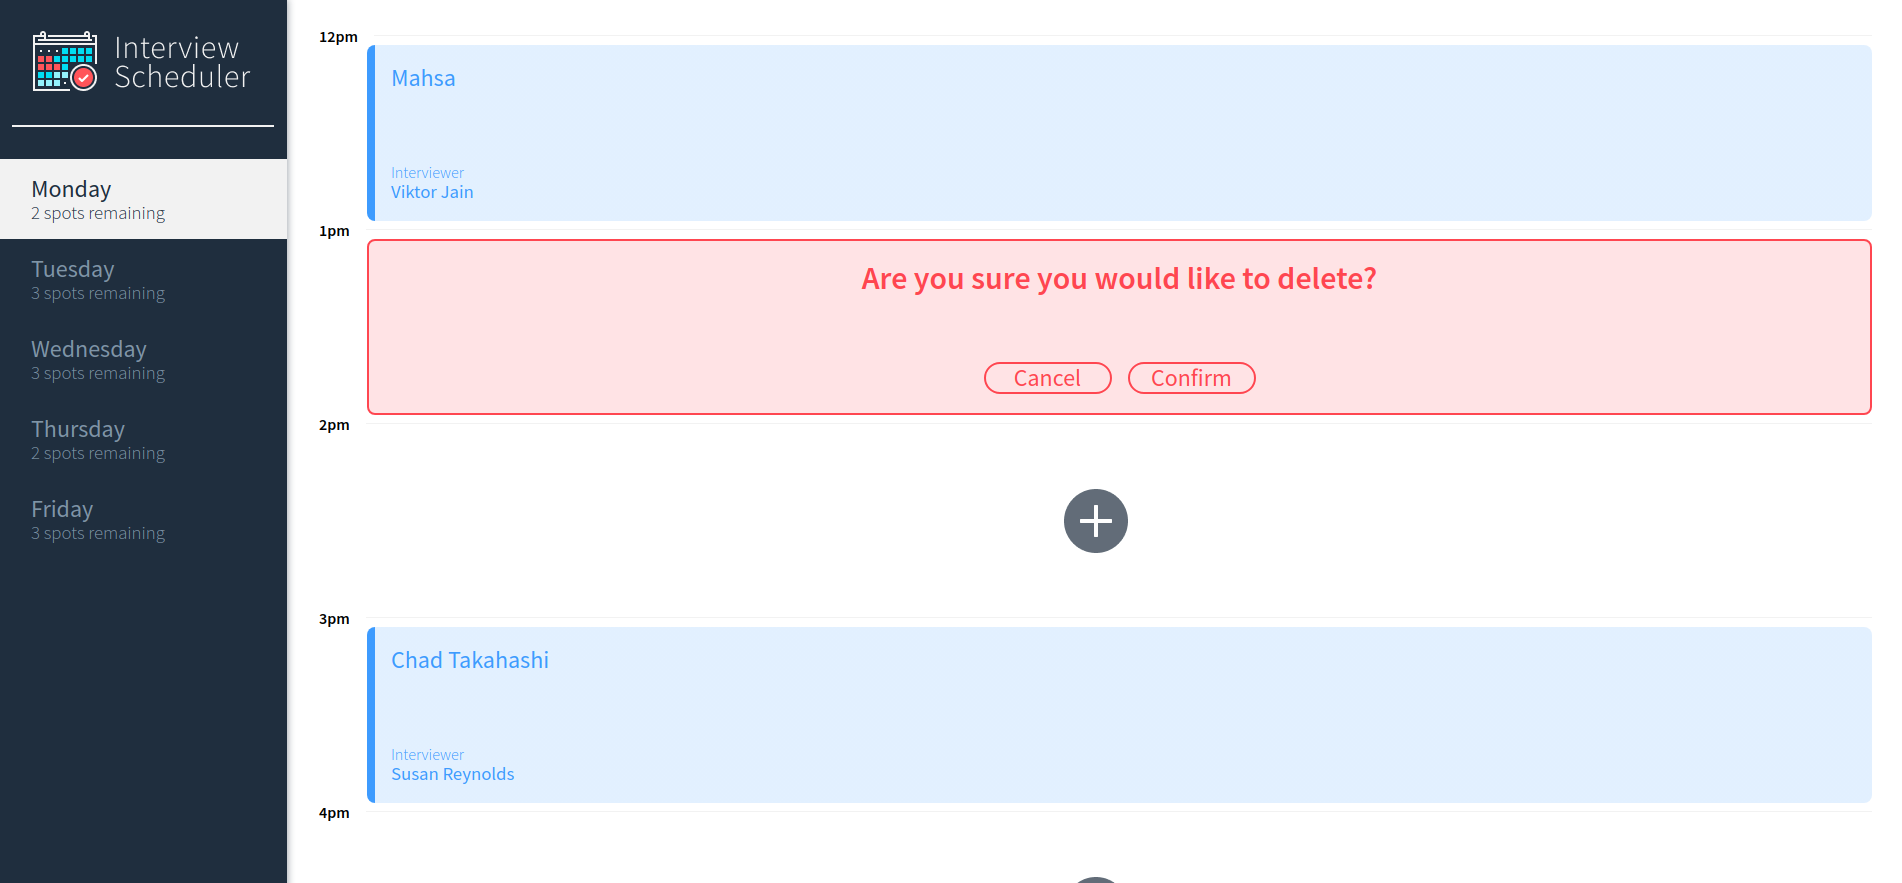 Interview
Scheduler
Monday
2 spots remaining
Tuesday
3 spots remaining
Wednesday
3 spots remaining
Thursday
2 spots remaining
Friday
3 spots remaining
12pm
Mahsa
Interviewer
Viktor Jain
1pm
Are you sure you would like to delete?
Cancel Confirm
2pm
3pm
Chad Takahashi
Interviewer
Susan Reynolds
4pm